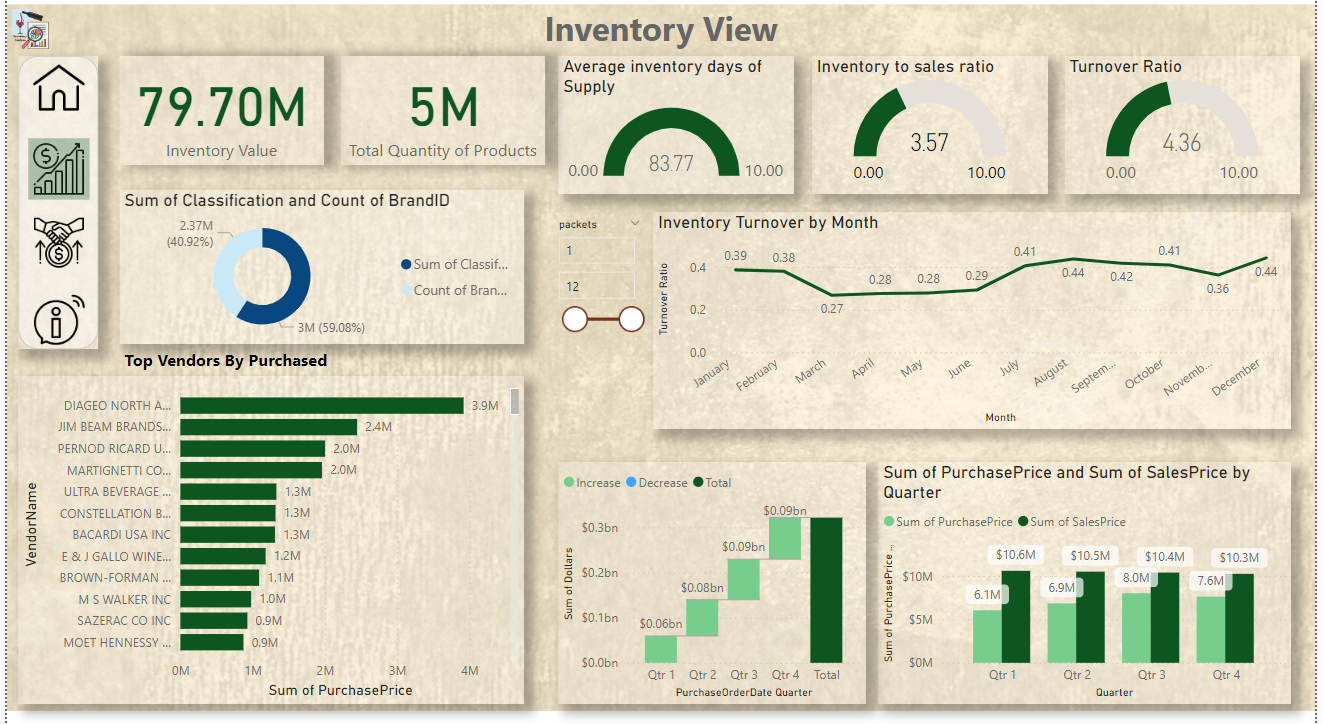 Inventory View
79.70M
Inventory Value
5M
Total Quantity of Products
Average inventory days of
Supply
83.77
0.00
10.00
Inventory to sales ratio
3.57
0.00
10.00
Turnover Ratio
4.36
0.00
10.00
Sum of Classification and Count of BrandID
2.37M
(40.92%)
3M (59.08%)
Sum of Classif...
Count of Bran...
packets
1
12
Inventory Turnover by Month
Turnover Ratio
0.4
0.2
0.0
0.39
0.38
0.27
0.28
0.28
0.29
0.41
0.44
0.42
0.41
0.36
0.44
January
February
March
April
May
June
July
August
Septem...
October
Novemb...
December
Month
Top Vendors By Purchased
VendorName
DIAGEO NORTH A... 3.9M
JIM BEAM BRANDS... 2.4M
PERNOD RICARD U... 2.0M
MARTIGNETTI CO... 2.0M
ULTRA BEVERAGE ... 1.3M
CONSTELLATION B... 1.3M
BACARDI USA INC 1.3M
E & J GALLO WINE... 1.2M
BROWN-FORMAN ... 1.1M
M S WALKER INC 1.0M
SAZERAC CO INC 0.9M
MOET HENNESSY ... 0.9M
0M 1M 2M 3M 4M
Sum of PurchasePrice
Increase Decrease Total
Sum of Dollars
$0.3bn
$0.2bn
$0.1bn
$0.0bn
$0.06bn
$0.08bn
$0.09bn
$0.09bn
Qtr 1 Qtr 2 Qtr 3 Qtr 4 Total
PurchaseOrderDate Quarter
Sum of PurchasePrice and Sum of SalesPrice by
Quarter
Sum of PurchasePrice Sum of SalesPrice
Sum of PurchasePrice ...
$10M
$5M
$0M
6.1M
$10.6M
6.9M
$10.5M
8.0M
$10.4M
7.6M
$10.3M
Qtr 1 Qtr 2 Qtr 3 Qtr 4
Quarter